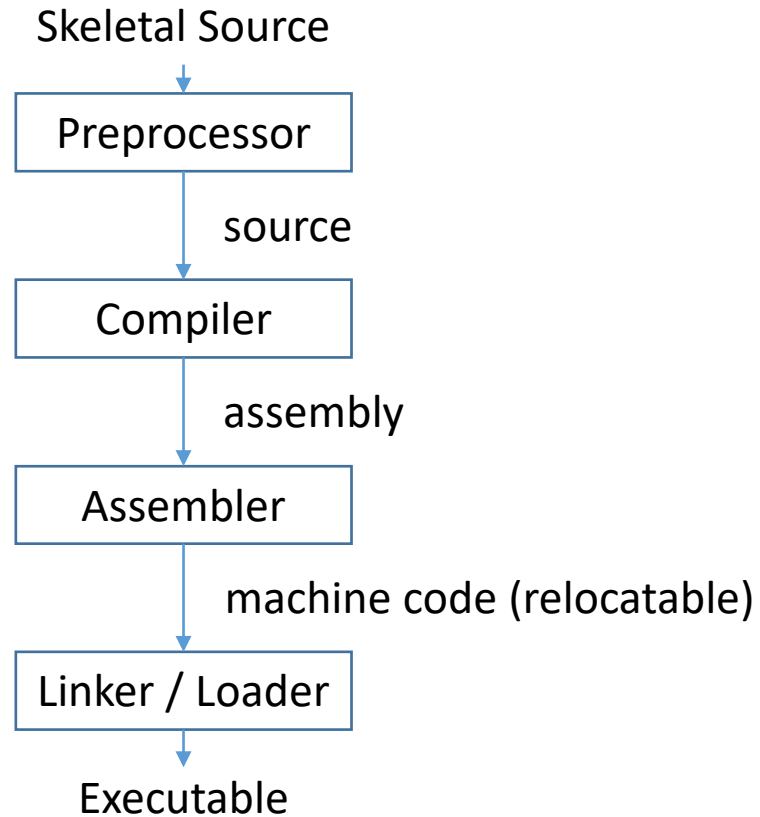 Skeletal Source
Preprocessor
source
Compiler
assembly
Assembler
machine code (relocatable)
Linker / Loader
Executable